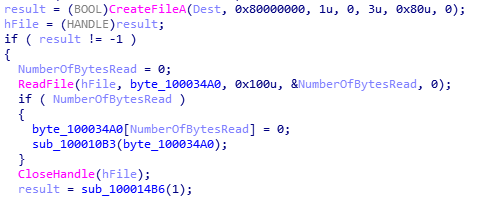 result = (BOOL)CreateFileA(Dest, 0x80000000, 1u, 0, 3u, 0x80u, 0);
hFile = (HANDLE)result;
if ( result != -1 )
{
  NumberOfBytesRead = 0;
  ReadFile(hFile, byte_100034A0, 0x100u, &NumberOfBytesRead, 0);
  if ( NumberOfBytesRead )
  {
    byte_100034A0[NumberOfBytesRead] = 0;
    sub_100010B3(byte_100034A0);
  }
  CloseHandle(hFile);
  result = sub_100014B6(1);